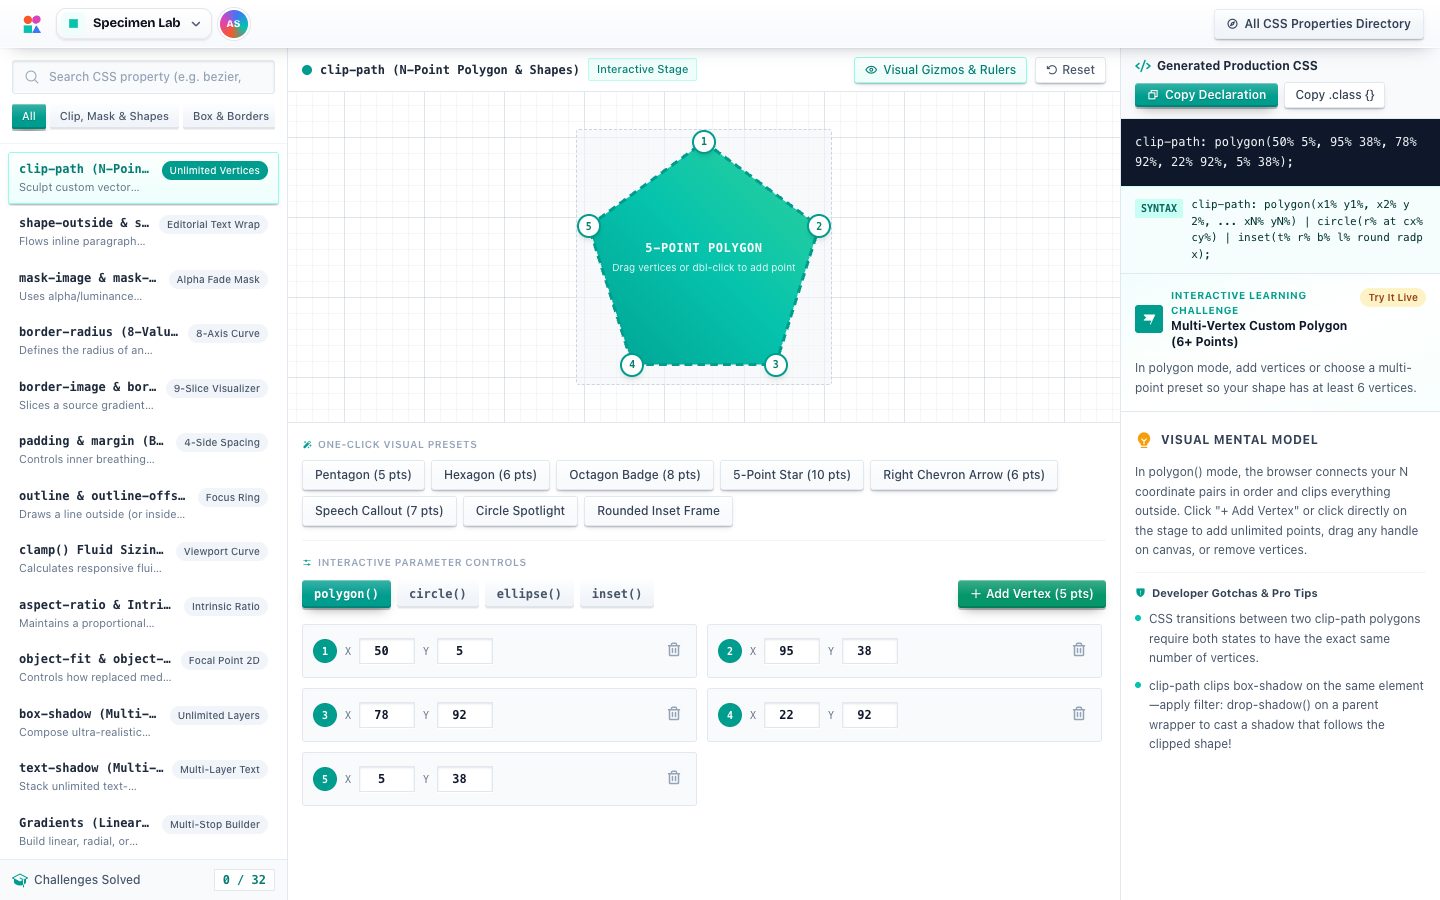 Specimen Lab
AS
All CSS Properties Directory
Search CSS property (e.g. bezier,
All
Clip, Mask & Shapes
Box & Borders
clip-path (N-Poin…
Unlimited Vertices
Sculpt custom vector…
shape-outside & s…
Editorial Text Wrap
Flows inline paragraph…
mask-image & mask-…
Alpha Fade Mask
Uses alpha/luminance…
border-radius (8-Valu…
8-Axis Curve
Defines the radius of an…
border-image & bor…
9-Slice Visualizer
Slices a source gradient…
padding & margin (B…
4-Side Spacing
Controls inner breathing…
outline & outline-offs…
Focus Ring
Draws a line outside (or inside…
clamp() Fluid Sizin…
Viewport Curve
Calculates responsive flui…
aspect-ratio & Intri…
Intrinsic Ratio
Maintains a proportional…
object-fit & object-…
Focal Point 2D
Controls how replaced med…
box-shadow (Multi-…
Unlimited Layers
Compose ultra-realistic…
text-shadow (Multi-…
Multi-Layer Text
Stack unlimited text-…
Gradients (Linear…
Multi-Stop Builder
Build linear, radial, or…
Challenges Solved
0 / 32
clip-path (N-Point Polygon & Shapes)
Interactive Stage
Visual Gizmos & Rulers
Reset
1
5
2
5-POINT POLYGON
Drag vertices or dbl-click to add point
4
3
ONE-CLICK VISUAL PRESETS
Pentagon (5 pts)
Hexagon (6 pts)
Octagon Badge (8 pts)
5-Point Star (10 pts)
Right Chevron Arrow (6 pts)
Speech Callout (7 pts)
Circle Spotlight
Rounded Inset Frame
INTERACTIVE PARAMETER CONTROLS
polygon()
circle()
ellipse()
inset()
+ Add Vertex (5 pts)
1 X 50 Y 5
2 X 95 Y 38
3 X 78 Y 92
4 X 22 Y 92
5 X 5 Y 38
Generated Production CSS
Copy Declaration
Copy .class {}
clip-path: polygon(50% 5%, 95% 38%, 78%
92%, 22% 92%, 5% 38%);
SYNTAX
clip-path: polygon(x1% y1%, x2% y
2%, ... xN% yN%) | circle(r% at cx%
cy%) | inset(t% r% b% l% round radp
x);
INTERACTIVE LEARNING
CHALLENGE
Try It Live
Multi-Vertex Custom Polygon
(6+ Points)
In polygon mode, add vertices or choose a multi-
point preset so your shape has at least 6 vertices.
VISUAL MENTAL MODEL
In polygon() mode, the browser connects your N
coordinate pairs in order and clips everything
outside. Click "+ Add Vertex" or click directly on
the stage to add unlimited points, drag any handle
on canvas, or remove vertices.
Developer Gotchas & Pro Tips
CSS transitions between two clip-path polygons
require both states to have the exact same
number of vertices.
clip-path clips box-shadow on the same element
—apply filter: drop-shadow() on a parent
wrapper to cast a shadow that follows the
clipped shape!